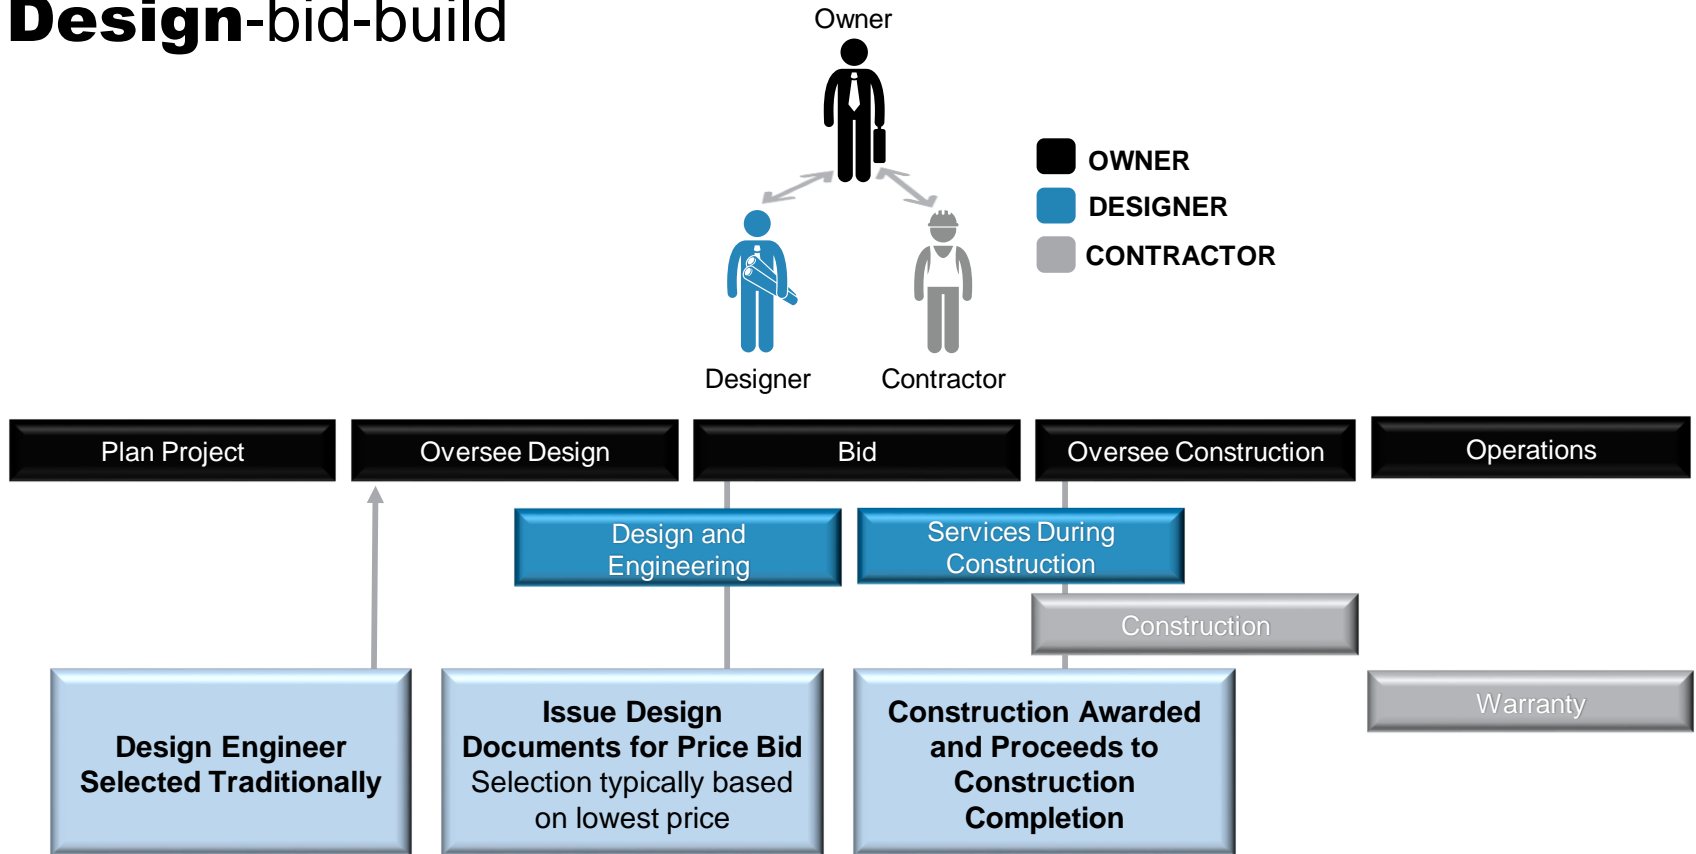 Design-bid-build
Owner
OWNER
DESIGNER
CONTRACTOR
Designer
Contractor
Plan Project
Oversee Design
Bid
Oversee Construction
Operations
Design and
Engineering
Services During
Construction
Construction
Warranty
Design Engineer
Selected Traditionally
Issue Design
Documents for Price Bid
Selection typically based
on lowest price
Construction Awarded
and Proceeds to
Construction
Completion